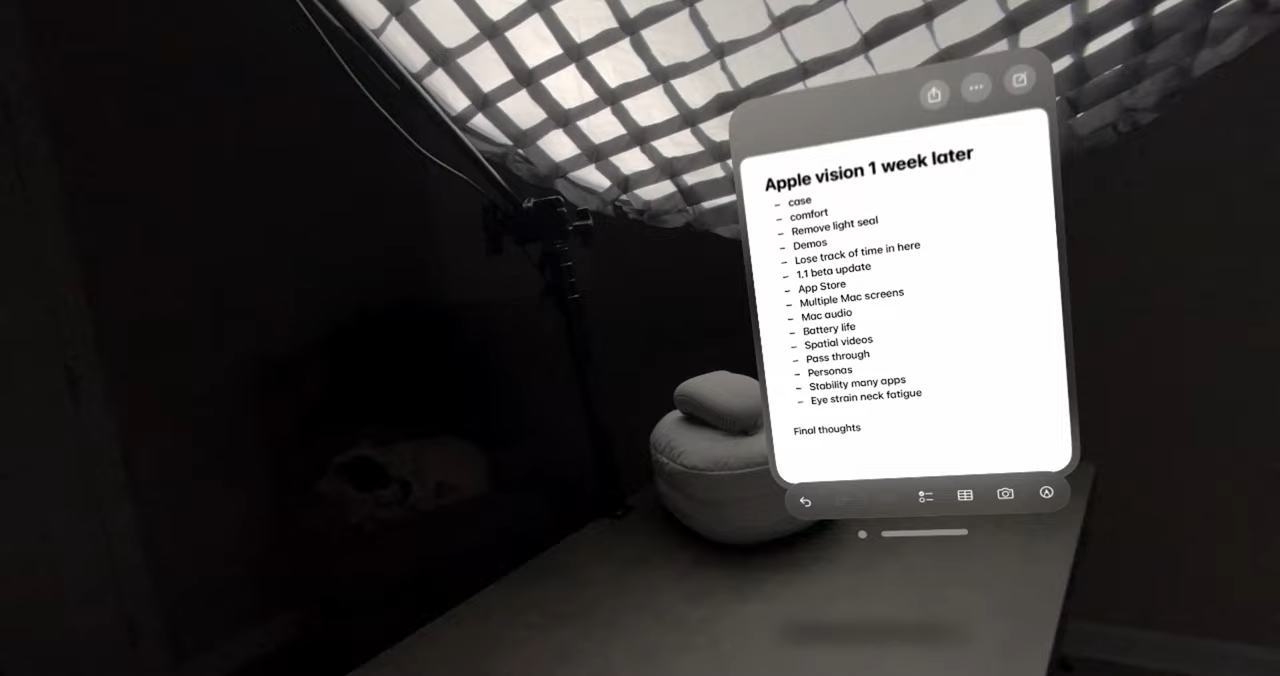 Apple vision 1 week later
– case
– comfort
– Remove light seal
– Demos
– Lose track of time in here
– 1.1 beta update
– App Store
– Multiple Mac screens
– Mac audio
– Battery life
– Spatial videos
– Pass through
– Personas
– Stability many apps
– Eye strain neck fatigue
Final thoughts